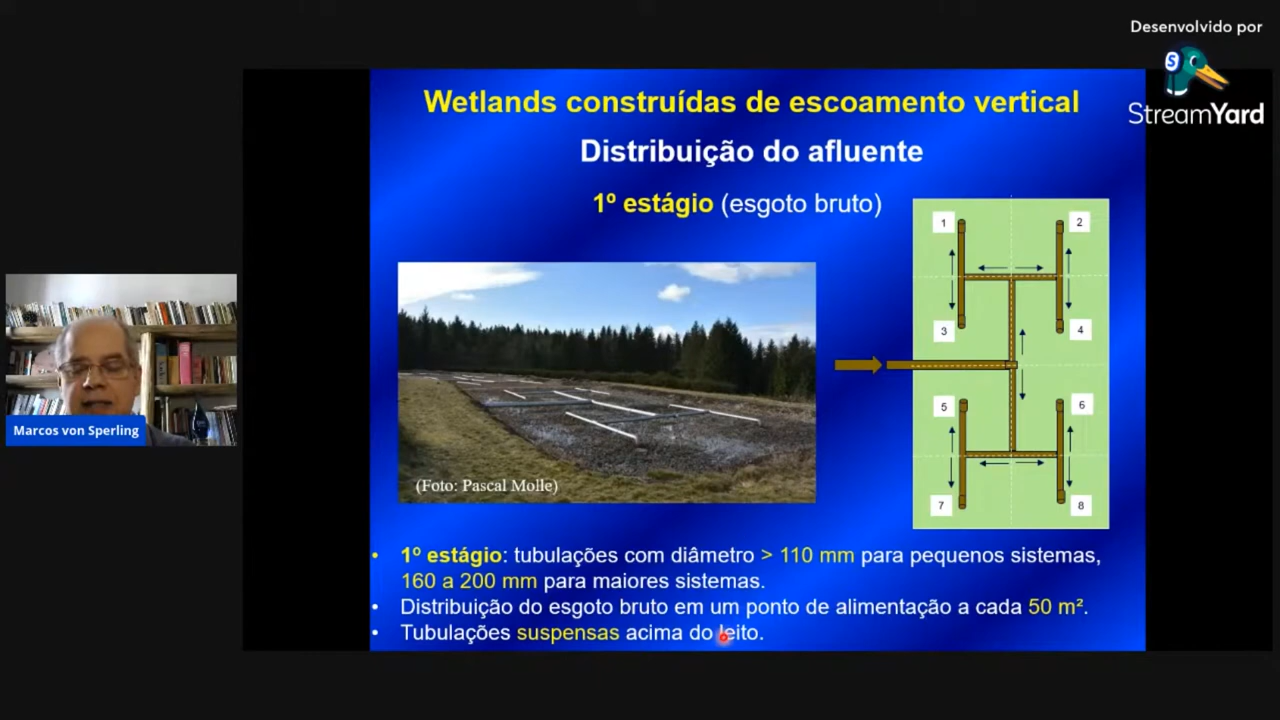 Desenvolvido por
S
StreamYard
Wetlands construídas de escoamento vertical
Distribuição do afluente
1º estágio (esgoto bruto)
1
2
3
4
5
6
7
8
(Foto: Pascal Molle)
Marcos von Sperling
• 1º estágio: tubulações com diâmetro > 110 mm para pequenos sistemas,
160 a 200 mm para maiores sistemas.
• Distribuição do esgoto bruto em um ponto de alimentação a cada 50 m².
• Tubulações suspensas acima do leito.